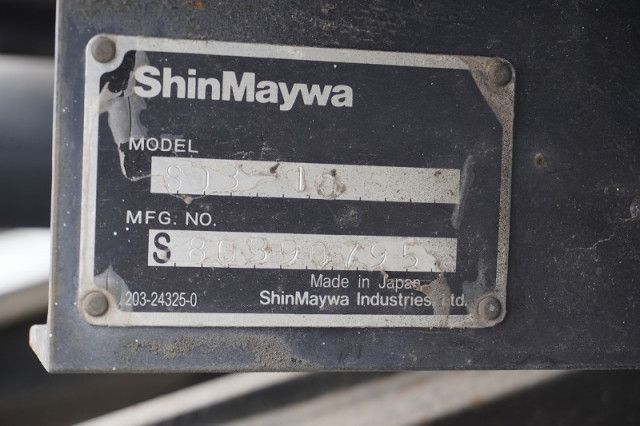 ShinMaywa
MODEL
MFG. NO.
S
Made in Japan
203-24325-0
ShinMaywa Industries, Ltd.